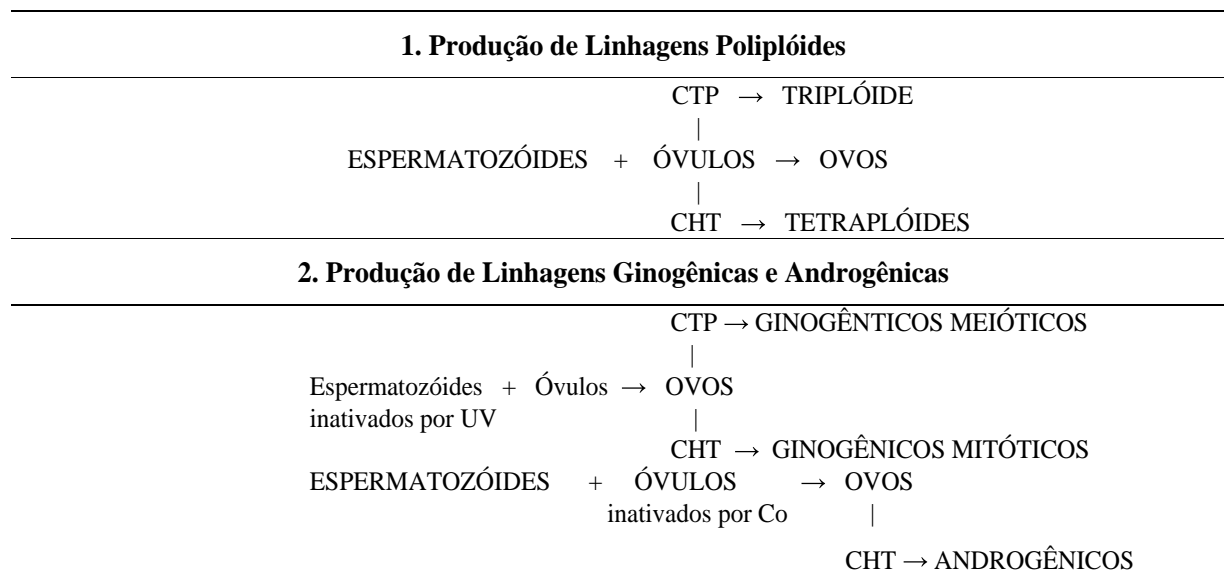 1. Produção de Linhagens Poliplóides
CTP → TRIPLÓIDE
|
ESPERMATOZÓIDES + ÓVULOS → OVOS
|
CHT → TETRAPLÓIDES
2. Produção de Linhagens Ginogênicas e Androgênicas
CTP → GINOGÊNTICOS MEIÓTICOS
|
Espermatozóides + Óvulos → OVOS
inativados por UV |
CHT → GINOGÊNICOS MITÓTICOS
ESPERMATOZÓIDES + ÓVULOS → OVOS
inativados por Co |
CHT → ANDROGÊNICOS